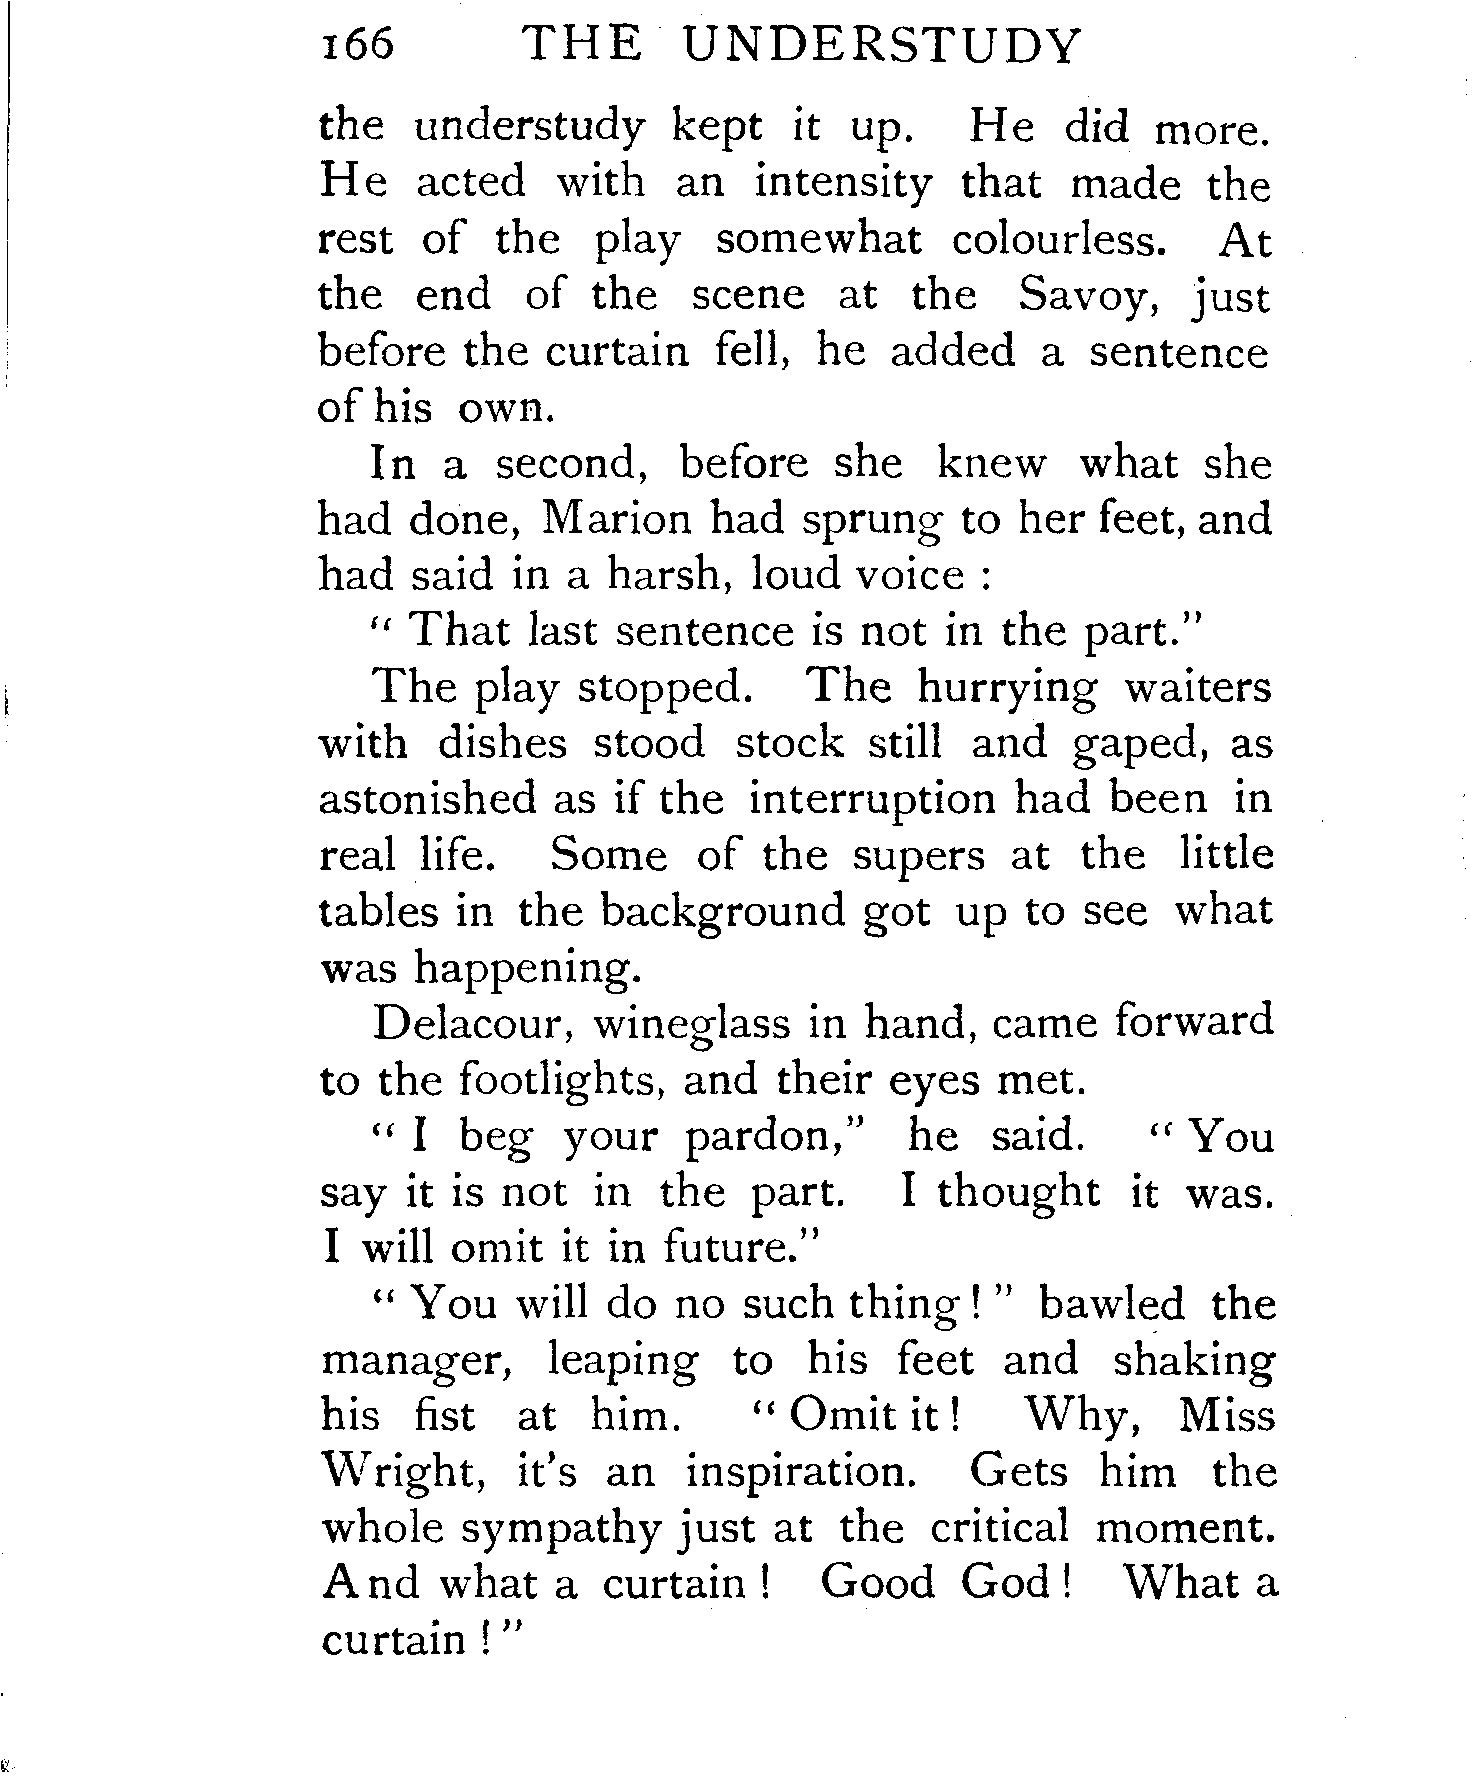 166 THE UNDERSTUDY
the understudy kept it up. He did more.
He acted with an intensity that made the
rest of the play somewhat colourless. At
the end of the scene at the Savoy, just
before the curtain fell, he added a sentence
of his own.
In a second, before she knew what she
had done, Marion had sprung to her feet, and
had said in a harsh, loud voice :
" That last sentence is not in the part."
The play stopped. The hurrying waiters
with dishes stood stock still and gaped, as
astonished as if the interruption had been in
real life. Some of the supers at the little
tables in the background got up to see what
was happening.
Delacour, wineglass in hand, came forward
to the footlights, and their eyes met.
" I beg your pardon," he said. " You
say it is not in the part. I thought it was.
I will omit it in future."
" You will do no such thing ! " bawled the
manager, leaping to his feet and shaking
his fist at him. " Omit it ! Why, Miss
Wright, it's an inspiration. Gets him the
whole sympathy just at the critical moment.
And what a curtain ! Good God ! What a
curtain ! "